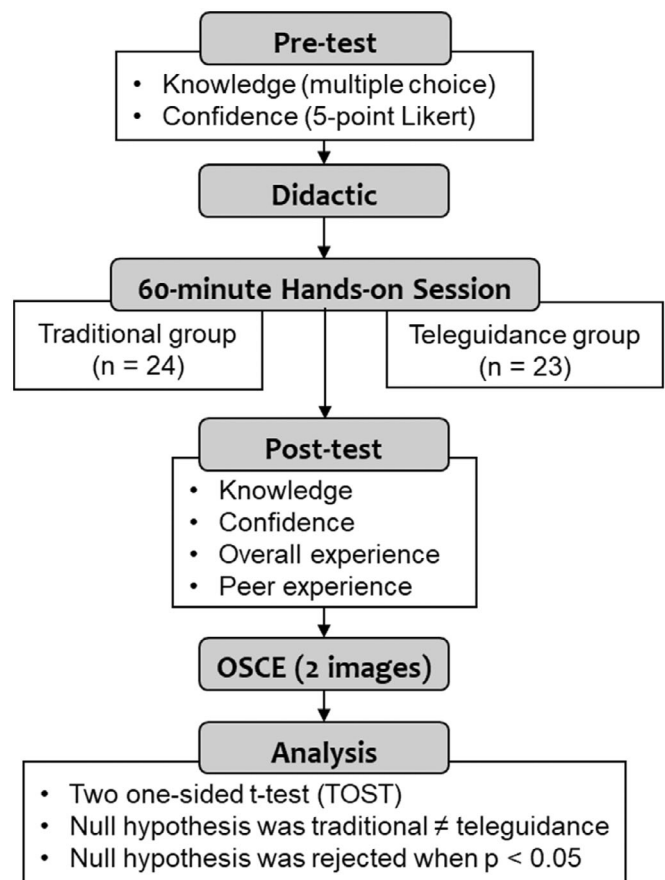 Pre-test
• Knowledge (multiple choice)
• Confidence (5-point Likert)
Didactic
60-minute Hands-on Session
Traditional group
(n = 24)
Teleguidance group
(n = 23)
Post-test
• Knowledge
• Confidence
• Overall experience
• Peer experience
OSCE (2 images)
Analysis
• Two one-sided t-test (TOST)
• Null hypothesis was traditional ≠ teleguidance
• Null hypothesis was rejected when p < 0.05